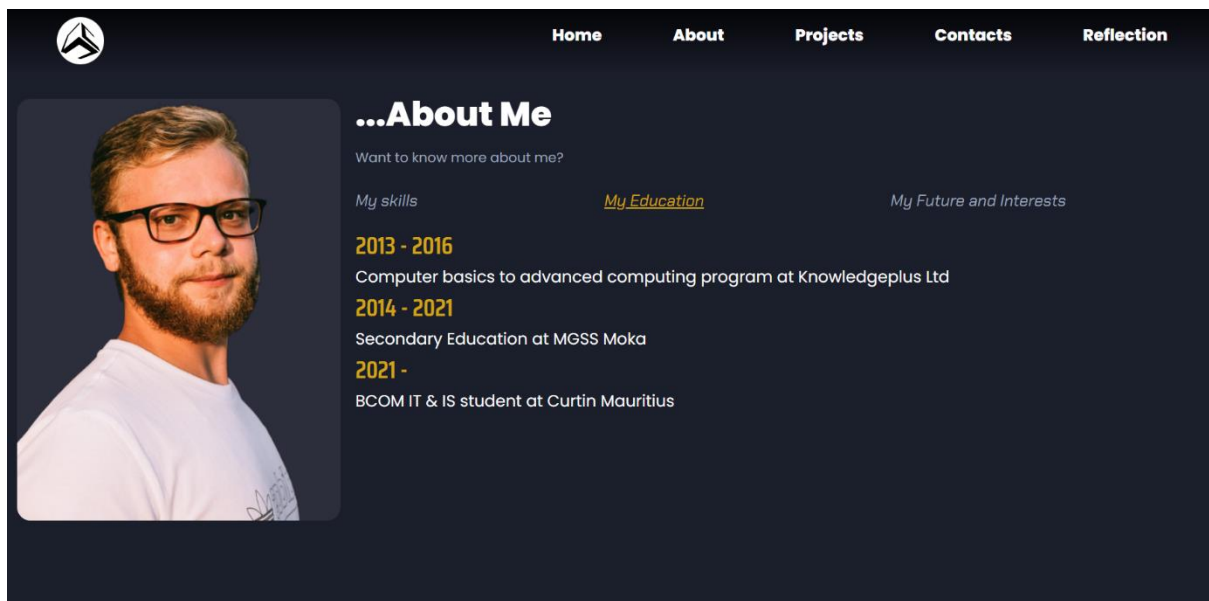 Home About Projects Contacts Reflection
...About Me
Want to know more about me?
My skills My Education My Future and Interests
2013 - 2016
Computer basics to advanced computing program at Knowledgeplus Ltd
2014 - 2021
Secondary Education at MGSS Moka
2021 -
BCOM IT & IS student at Curtin Mauritius